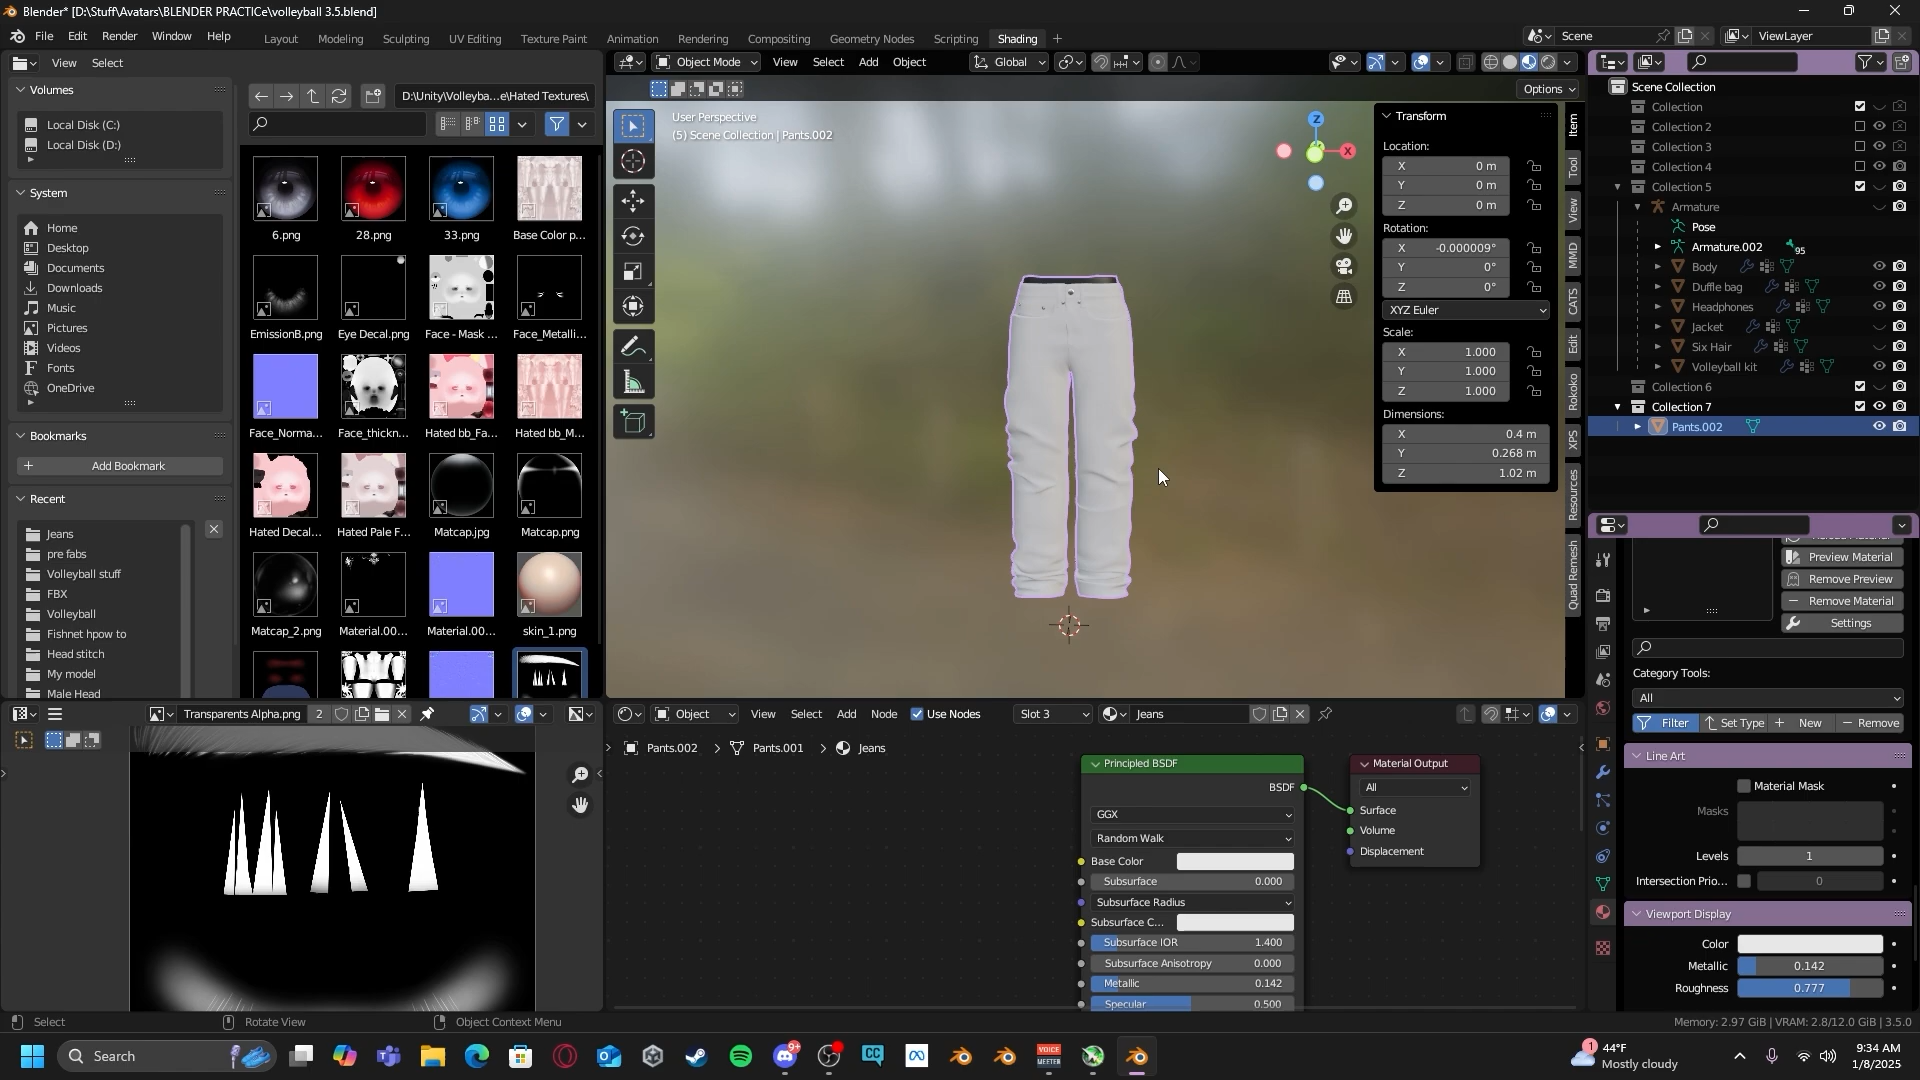 Blender* [D:\Stuff\Avatars\BLENDER PRACTICe\volleyball 3.5.blend]
File Edit Render Window Help
Layout Modeling Sculpting UV Editing Texture Paint Animation Rendering Compositing Geometry Nodes Scripting Shading
Scene
ViewLayer
View Select
Volumes
Local Disk (C:)
Local Disk (D:)
System
Home
Desktop
Documents
Downloads
Music
Pictures
Videos
Fonts
OneDrive
Bookmarks
Add Bookmark
Recent
Jeans
pre fabs
Volleyball stuff
FBX
Volleyball
Fishnet hpow to
Head stitch
My model
Male Head
D:\Unity\Volleyba...e\Hated Textures\
6.png 28.png 33.png Base Color p...
EmissionB.png Eye Decal.png Face - Mask ... Face_Metalli...
Face_Norma... Face_thickn... Hated bb_Fa... Hated bb_M...
Hated Decal... Hated Pale F... Matcap.jpg Matcap.png
Matcap_2.png Material.00... Material.00... skin_1.png
Object Mode View Select Add Object Global
Options
User Perspective
(5) Scene Collection | Pants.002
Z
X
Transform
Location:
X 0 m
Y 0 m
Z 0 m
Rotation:
X -0.000009°
Y 0°
Z 0°
XYZ Euler
Scale:
X 1.000
Y 1.000
Z 1.000
Dimensions:
X 0.4 m
Y 0.268 m
Z 1.02 m
Item
Tool
View
MMD
CATS
Edit
Rokoko
XPS
Resources
Quad Remesh
Scene Collection
Collection
Collection 2
Collection 3
Collection 4
Collection 5
Armature
Pose
Armature.002 95
Body
Duffle bag
Headphones
Jacket
Six Hair
Volleyball kit
Collection 6
Collection 7
Pants.002
Preview Material
Remove Preview
Remove Material
Settings
Category Tools:
All
Filter Set Type New Remove
Line Art
Material Mask
Masks
Levels 1
Intersection Prio... 0
Viewport Display
Color
Metallic 0.142
Roughness 0.777
Transparents Alpha.png 2
Object View Select Add Node Use Nodes Slot 3 Jeans
Pants.002 > Pants.001 > Jeans
Principled BSDF
BSDF
GGX
Random Walk
Base Color
Subsurface 0.000
Subsurface Radius
Subsurface C...
Subsurface IOR 1.400
Subsurface Anisotropy 0.000
Metallic 0.142
Specular 0.500
Material Output
All
Surface
Volume
Displacement
Select Rotate View Object Context Menu
Memory: 2.97 GiB | VRAM: 2.8/12.0 GiB | 3.5.0
Search
9+
CC
VOICE
MEETER
1
44°F
Mostly cloudy
9:34 AM
1/8/2025